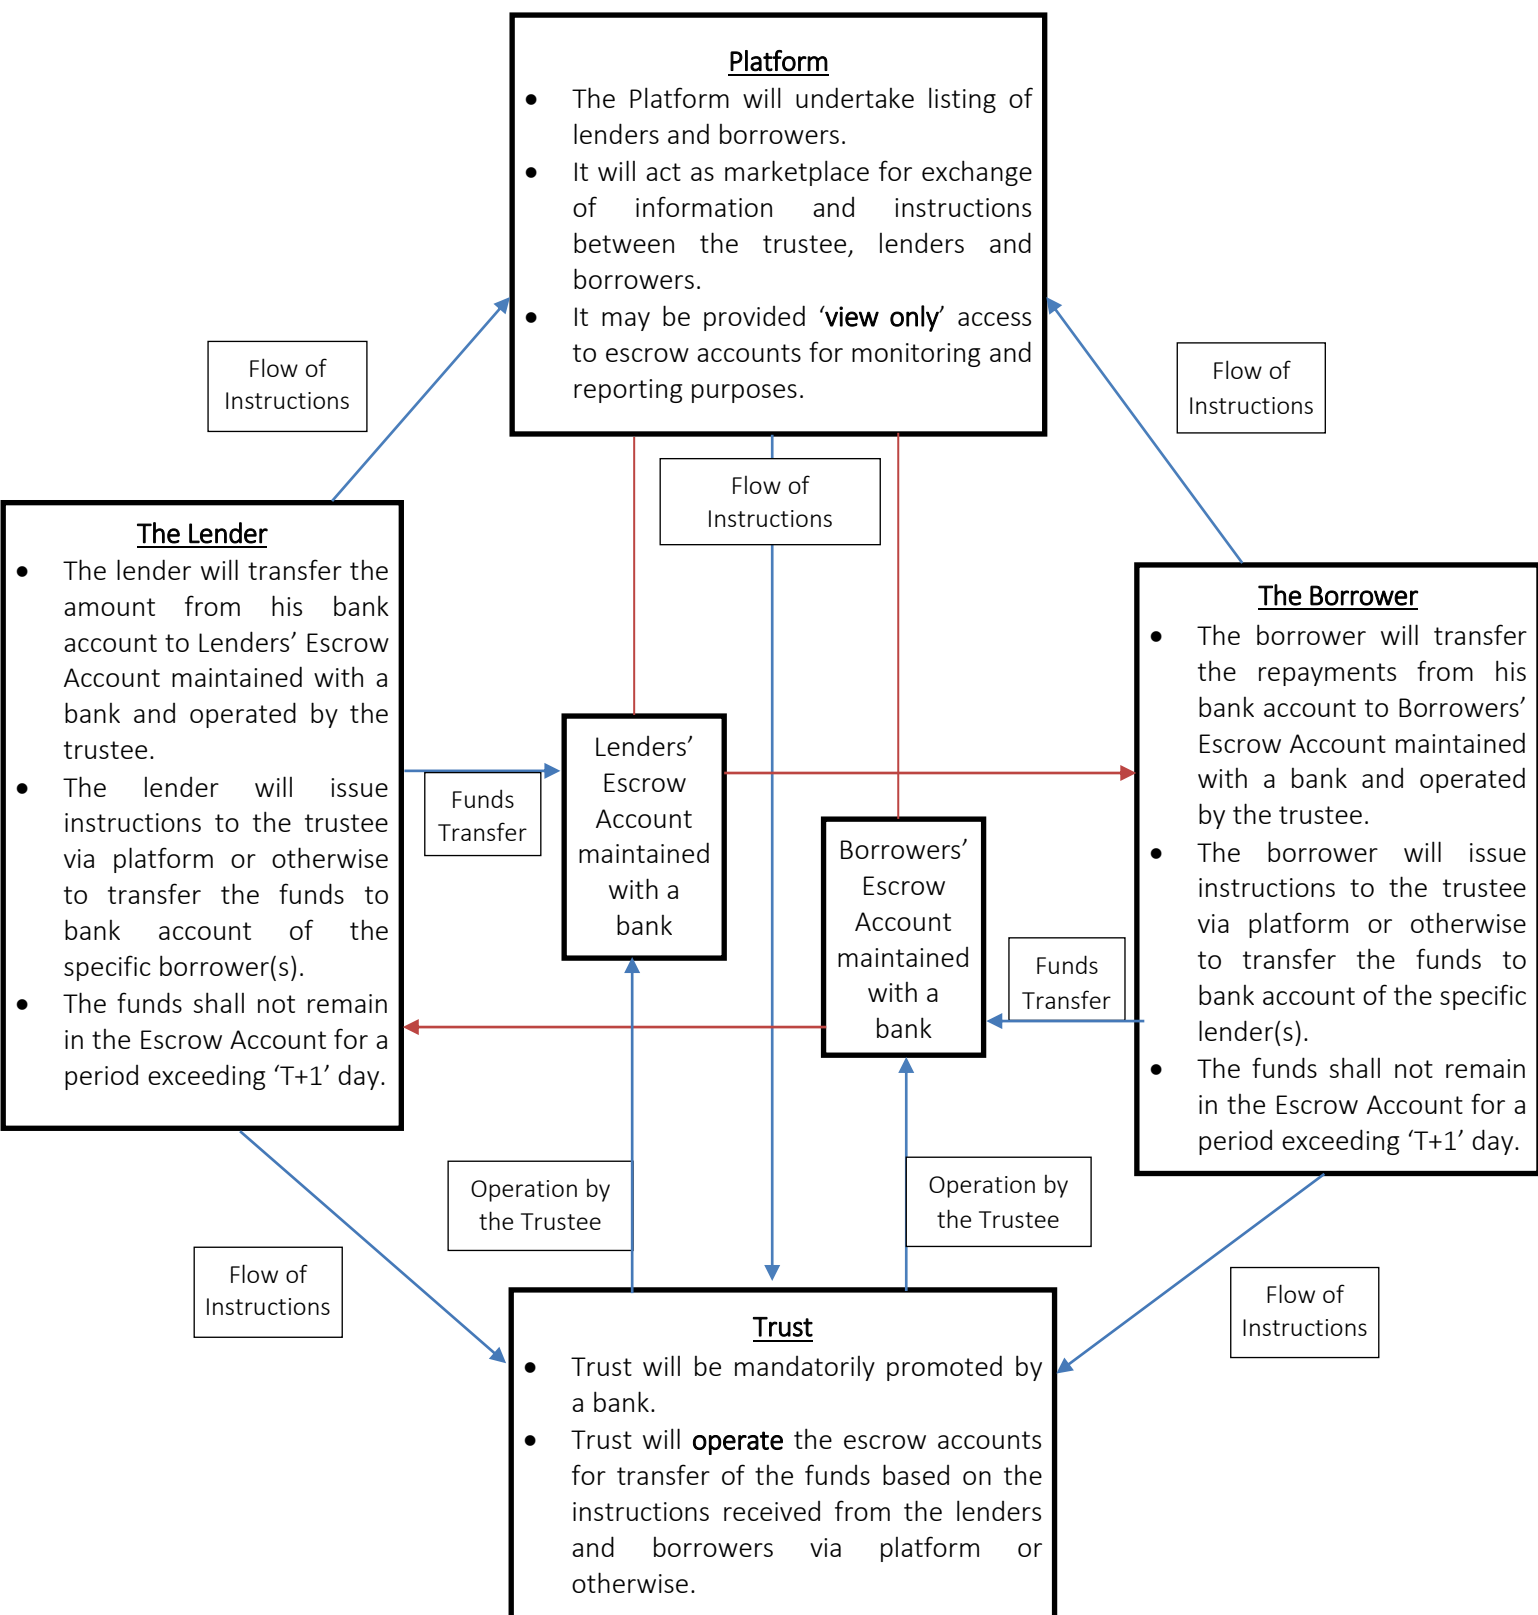 Platform
• The Platform will undertake listing of
lenders and borrowers.
• It will act as marketplace for exchange
of information and instructions
between the trustee, lenders and
borrowers.
• It may be provided ‘view only’ access
to escrow accounts for monitoring and
reporting purposes.
Flow of
Instructions
Flow of
Instructions
Flow of
Instructions
The Lender
• The lender will transfer the
amount from his bank
account to Lenders’ Escrow
Account maintained with a
bank and operated by the
trustee.
• The lender will issue
instructions to the trustee
via platform or otherwise
to transfer the funds to
bank account of the
specific borrower(s).
• The funds shall not remain
in the Escrow Account for a
period exceeding ‘T+1’ day.
Funds
Transfer
Lenders’
Escrow
Account
maintained
with a
bank
Borrowers’
Escrow
Account
maintained
with a
bank
Funds
Transfer
The Borrower
• The borrower will transfer
the repayments from his
bank account to Borrowers’
Escrow Account maintained
with a bank and operated
by the trustee.
• The borrower will issue
instructions to the trustee
via platform or otherwise
to transfer the funds to
bank account of the specific
lender(s).
• The funds shall not remain
in the Escrow Account for a
period exceeding ‘T+1’ day.
Operation by
the Trustee
Operation by
the Trustee
Flow of
Instructions
Flow of
Instructions
Trust
• Trust will be mandatorily promoted by
a bank.
• Trust will operate the escrow accounts
for transfer of the funds based on the
instructions received from the lenders
and borrowers via platform or
otherwise.